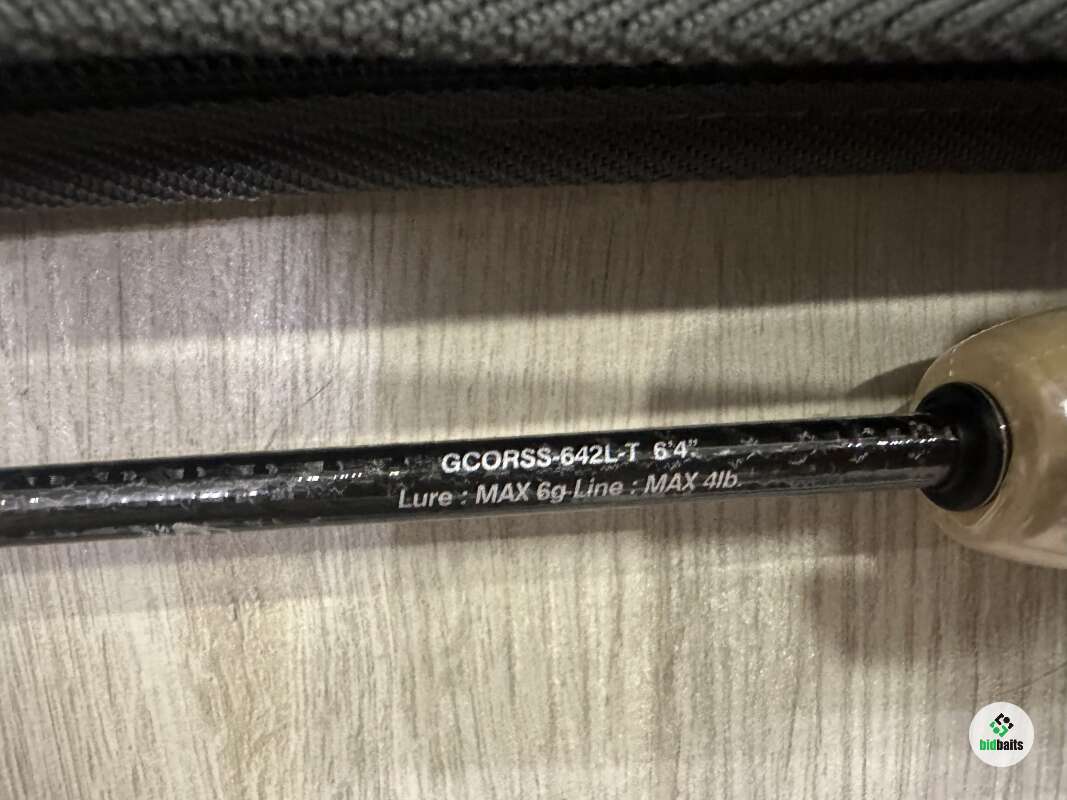 GCORSS-642L-T 6'4"
Lure : MAX 6g Line : MAX 4lb.
bidbaits